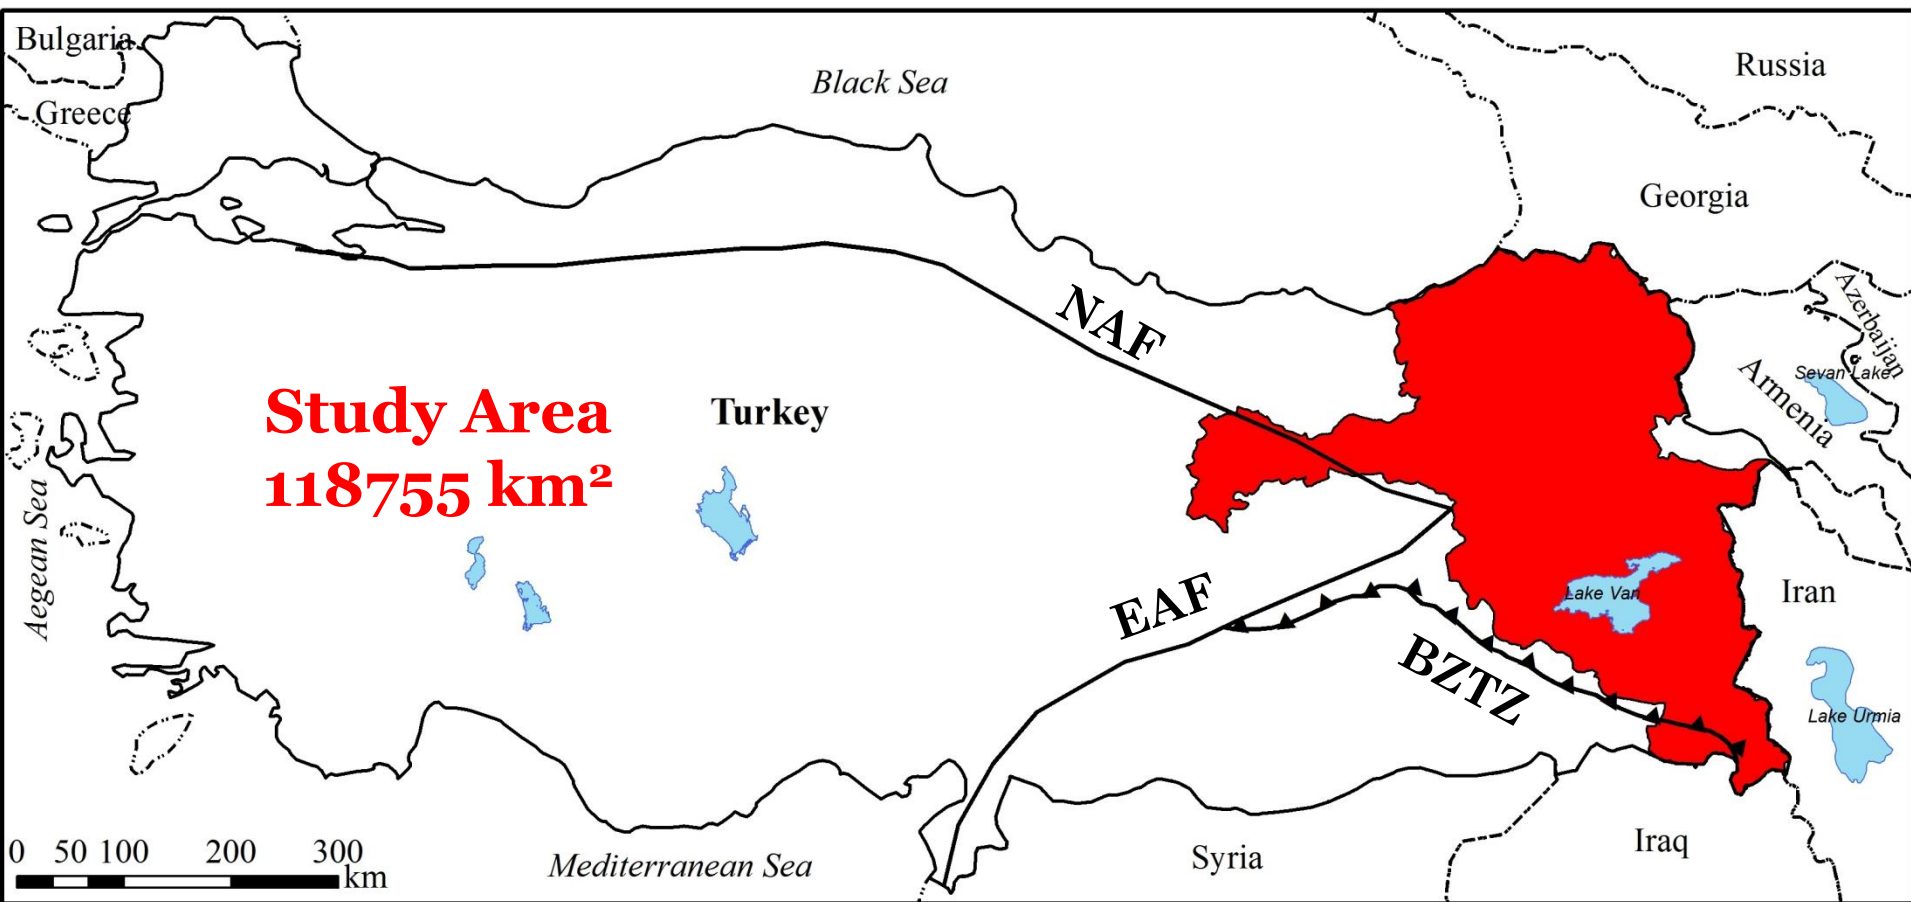 Bulgaria
Greece
Black Sea
Russia
Georgia
Azerbaijan
Armenia
Sevan Lake
NAF
Study Area
118755 km²
Turkey
Aegean Sea
EAF
BZTZ
Lake Van
Iran
Lake Urmia
0 50 100 200 300
km
Mediterranean Sea
Syria
Iraq